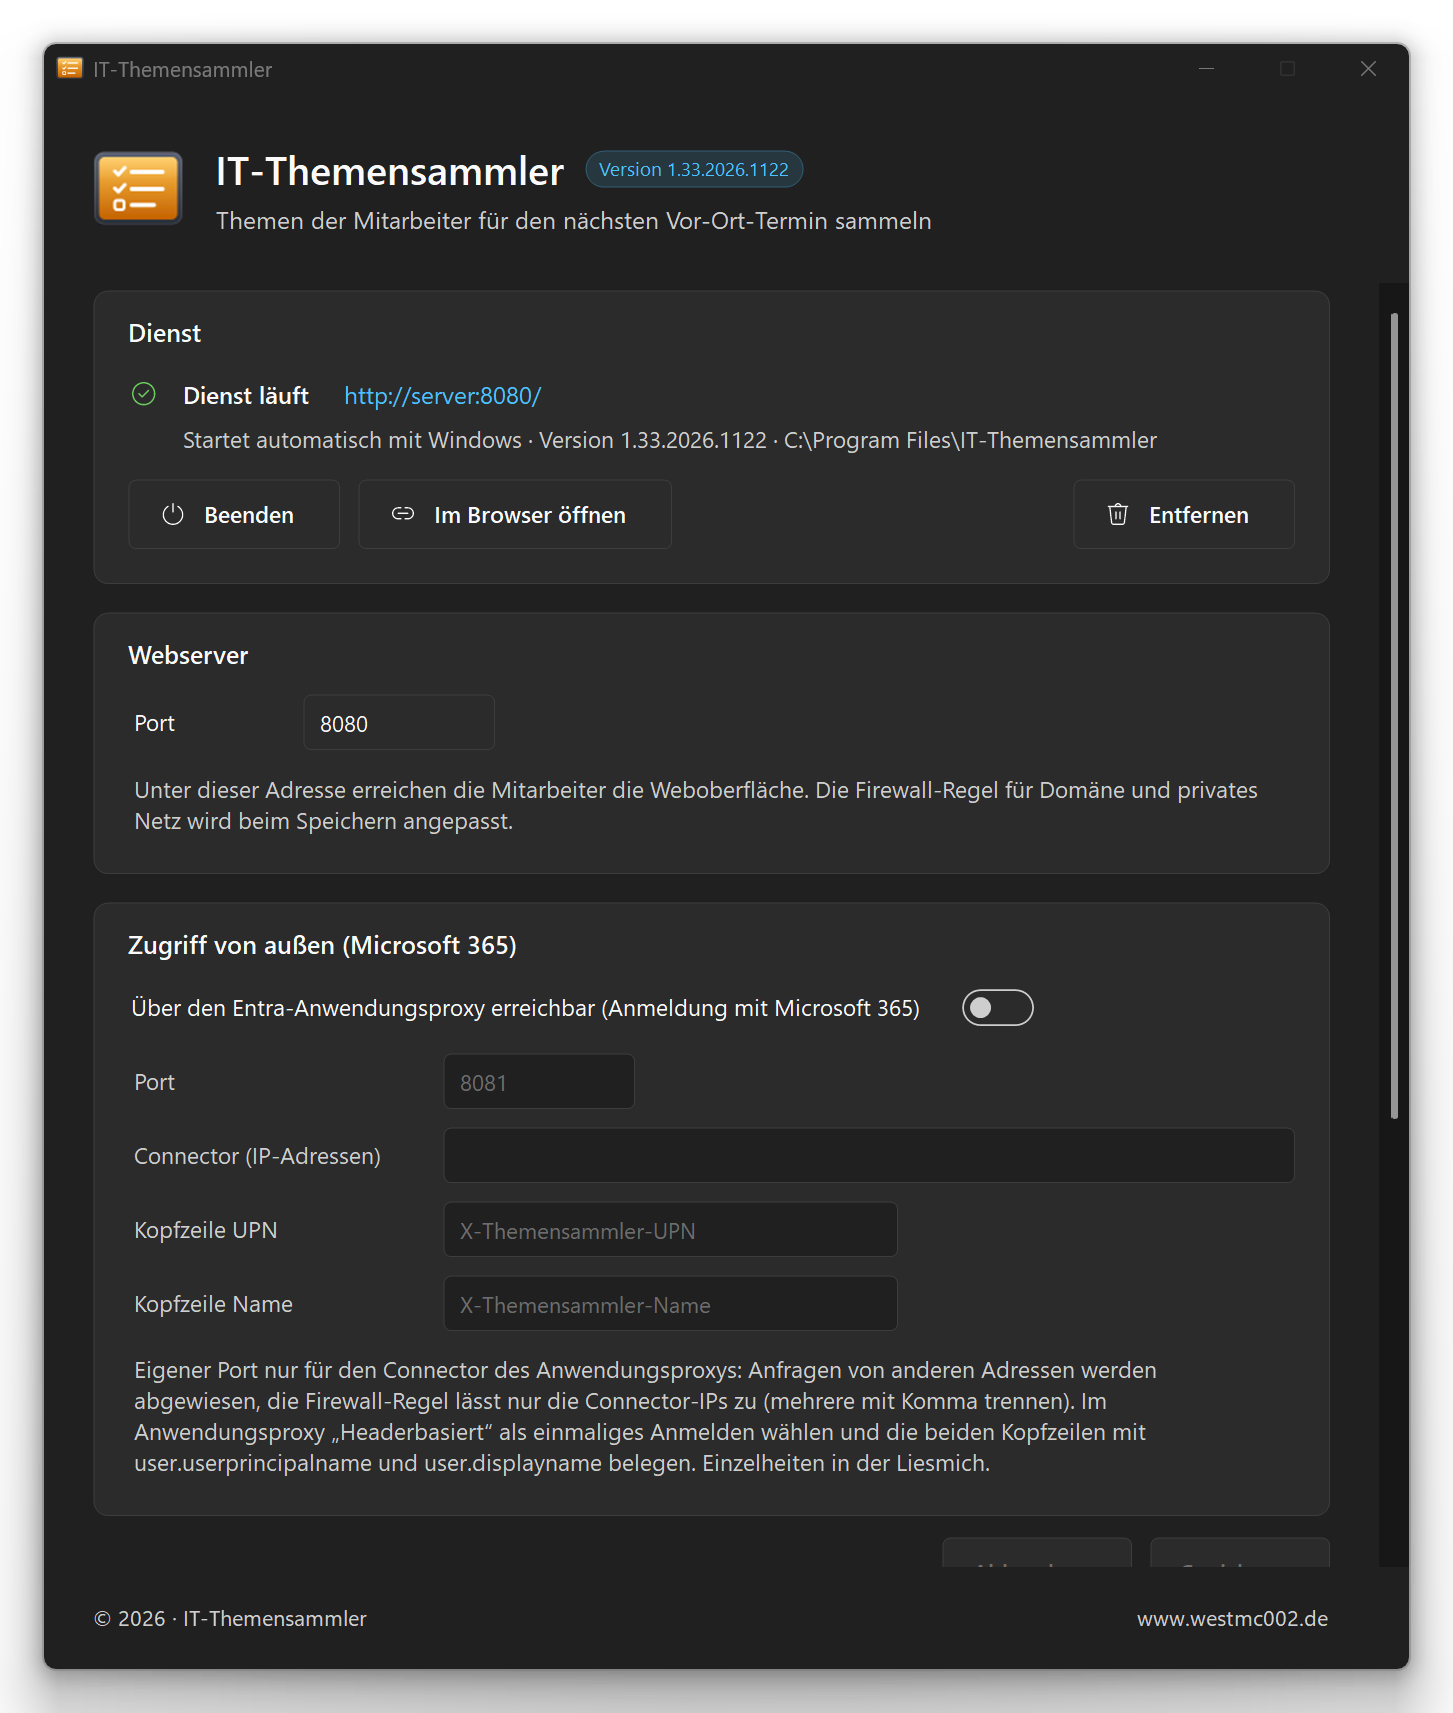 IT-Themensammler
IT-Themensammler
Version 1.33.2026.1122
Themen der Mitarbeiter für den nächsten Vor-Ort-Termin sammeln
Dienst
Dienst läuft http://server:8080/
Startet automatisch mit Windows · Version 1.33.2026.1122 · C:\Program Files\IT-Themensammler
Beenden Im Browser öffnen Entfernen
Webserver
Port 8080
Unter dieser Adresse erreichen die Mitarbeiter die Weboberfläche. Die Firewall-Regel für Domäne und privates
Netz wird beim Speichern angepasst.
Zugriff von außen (Microsoft 365)
Über den Entra-Anwendungsproxy erreichbar (Anmeldung mit Microsoft 365)
Port 8081
Connector (IP-Adressen)
Kopfzeile UPN X-Themensammler-UPN
Kopfzeile Name X-Themensammler-Name
Eigener Port nur für den Connector des Anwendungsproxys: Anfragen von anderen Adressen werden
abgewiesen, die Firewall-Regel lässt nur die Connector-IPs zu (mehrere mit Komma trennen). Im
Anwendungsproxy „Headerbasiert“ als einmaliges Anmelden wählen und die beiden Kopfzeilen mit
user.userprincipalname und user.displayname belegen. Einzelheiten in der Liesmich.
© 2026 · IT-Themensammler www.westmc002.de